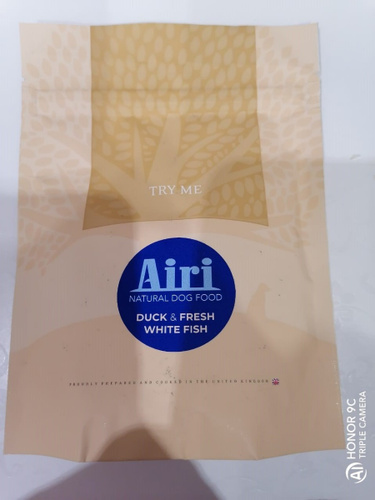 TRY ME
Airi
NATURAL DOG FOOD
DUCK & FRESH
WHITE FISH
PROUDLY PREPARED AND COOKED IN THE UNITED KINGDOM
HONOR 9C
TRIPLE CAMERA